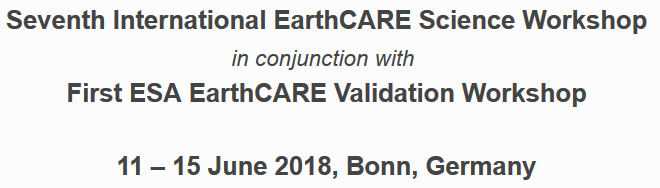 Seventh International EarthCARE Science Workshop
in conjunction with
First ESA EarthCARE Validation Workshop
11 – 15 June 2018, Bonn, Germany